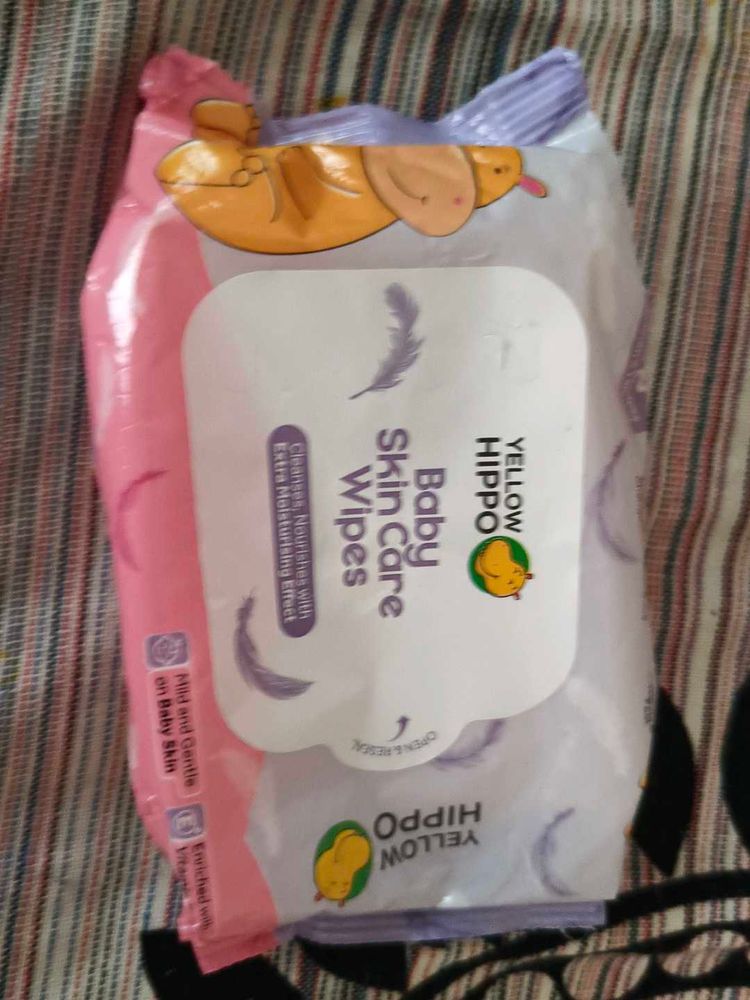 YELLOW
HIPPO
Baby
Skin Care
Wipes
Cleanses, Nourishes with
Extra Moisturising Effect
OPEN & RESEAL
YELLOW
HIPPO
Mild and Gentle
on Baby Skin
Enriched with